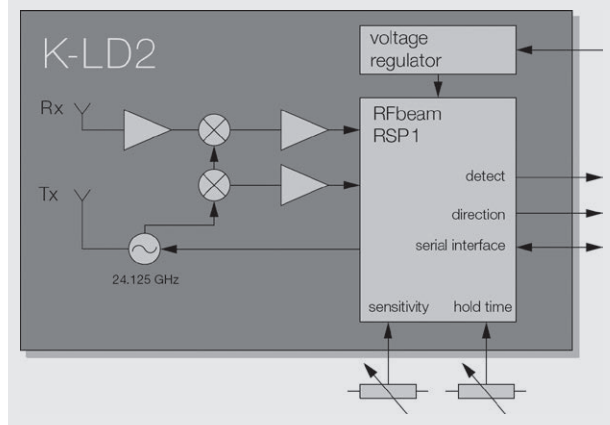 K-LD2
voltage
regulator
Rx
RFbeam
RSP1
detect
Tx
direction
serial interface
24.125 GHz
sensitivity
hold time